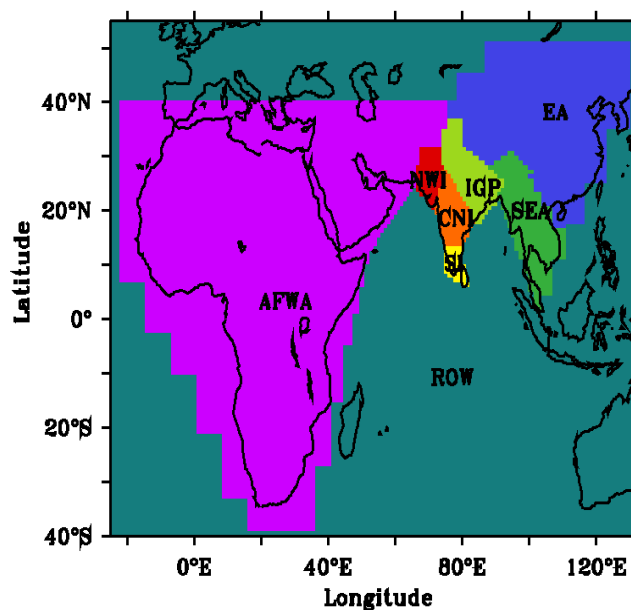 40°N
EA
NWI
IGP
20°N
CNI
SEA
SI
AFWA
0°
ROW
20°S
40°S
0°E
40°E
80°E
120°E
Latitude
Longitude